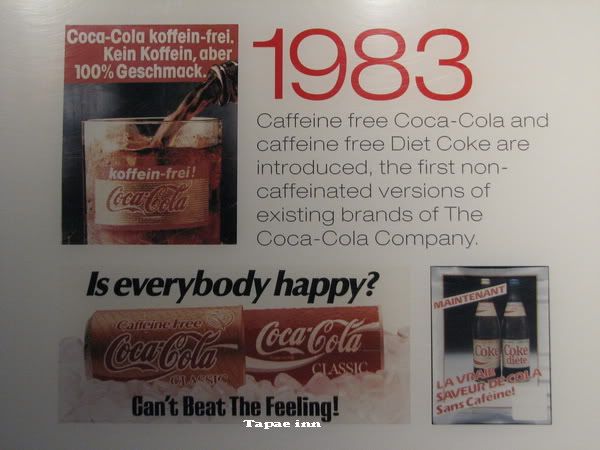 Coca-Cola koffein-frei.
Kein Koffein, aber
100% Geschmack.
koffein-frei!
Coca-Cola
1983
Caffeine free Coca-Cola and
caffeine free Diet Coke are
introduced, the first non-
caffeinated versions of
existing brands of The
Coca-Cola Company.
Is everybody happy?
Caffeine Free
Coca-Cola
CLASSIC
Coca-Cola
CLASSIC
Can't Beat The Feeling!
MAINTENANT
Coke
Coke
diète
LA VRAIE
SAVEUR DE COLA
Sans Caféine!
Tapae inn